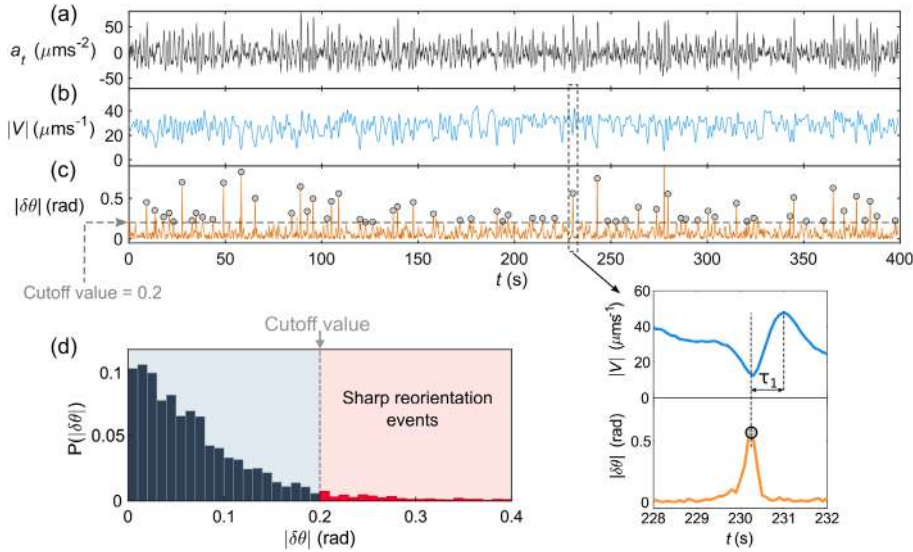 (a)
a_t (μms⁻²)
50
0
-50
(b)
|V| (μms⁻¹)
40
20
0
(c)
|δθ| (rad)
0.5
0
0 50 100 150 200 250 300 350 400
t (s)
Cutoff value = 0.2
(d)
Cutoff value
P(|δθ|)
0.1
0.05
0
Sharp reorientation
events
0 0.1 0.2 0.3 0.4
|δθ| (rad)
|V| (μms⁻¹)
60
40
20
0
τ₁
|δθ| (rad)
0.5
0
228 229 230 231 232
t (s)